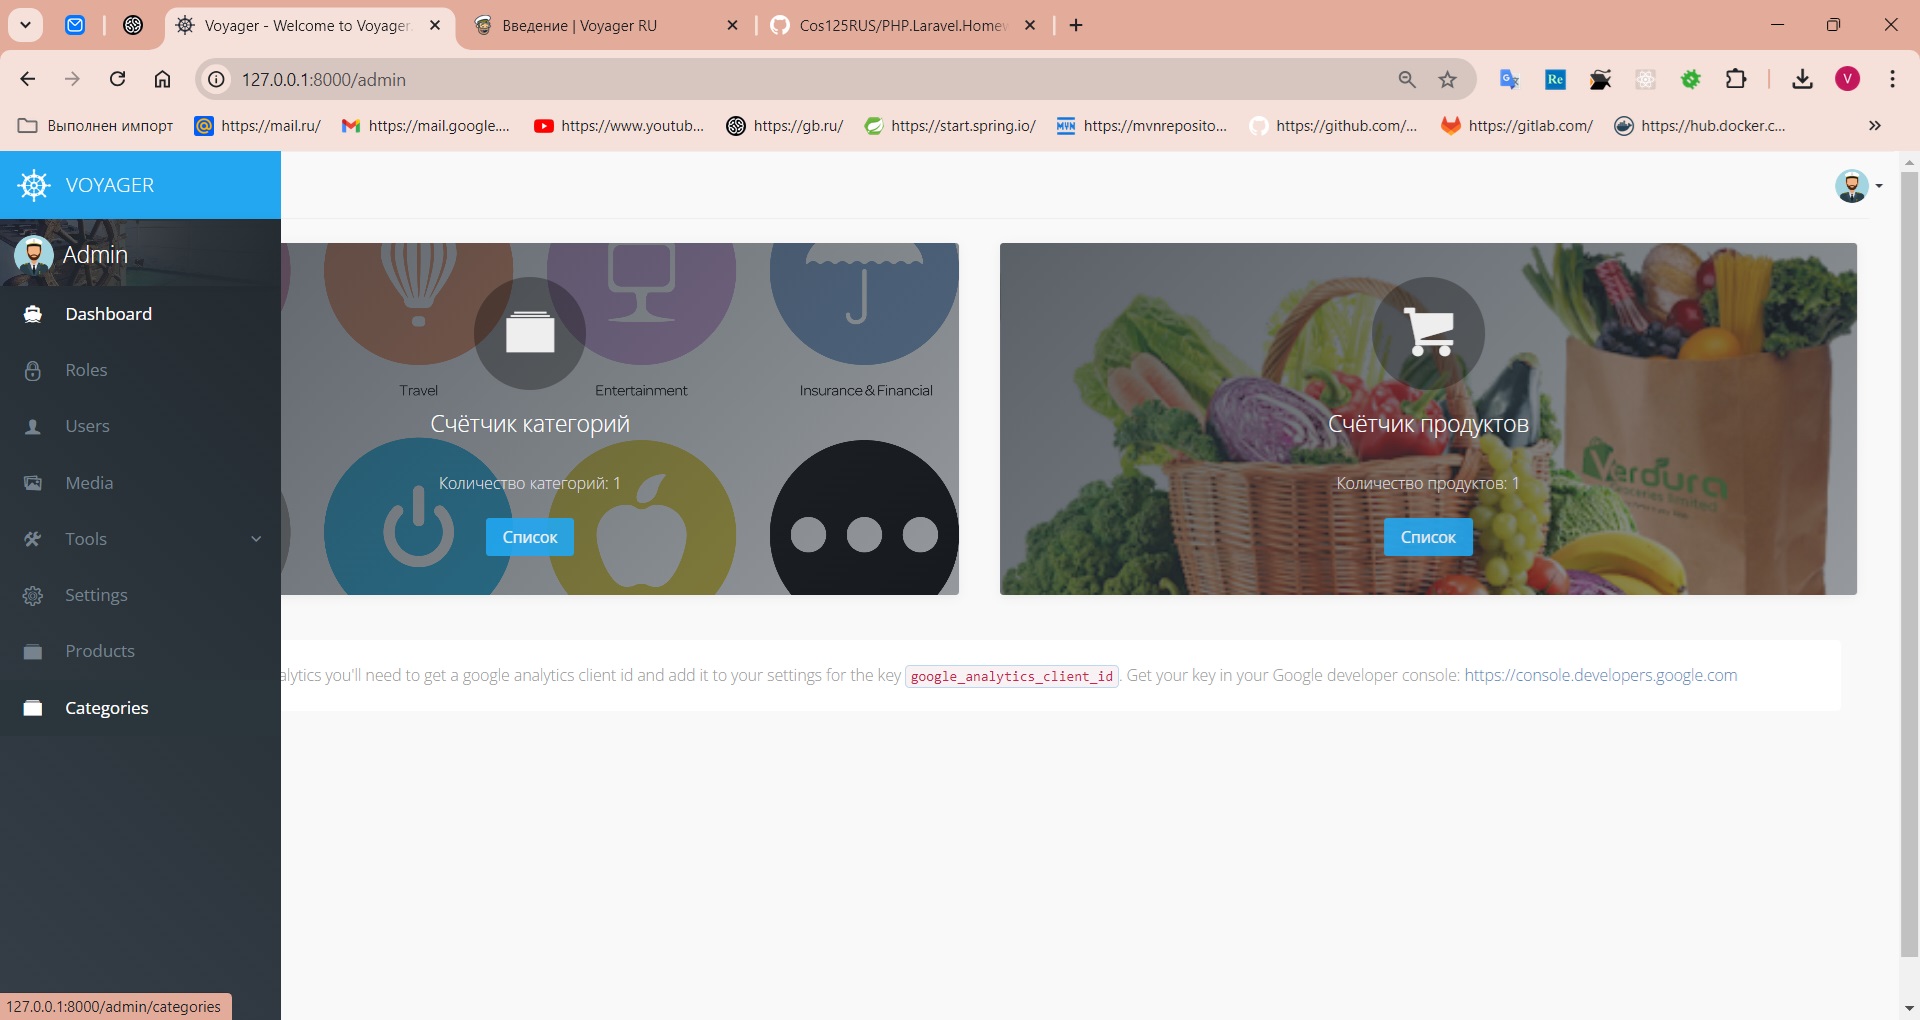 Voyager - Welcome to Voyager.
Введение | Voyager RU
Cos125RUS/PHP.Laravel.Homew
127.0.0.1:8000/admin
Re
V
Выполнен импорт
https://mail.ru/
https://mail.google....
https://www.youtub...
https://gb.ru/
https://start.spring.io/
MVN
https://mvnreposito...
https://github.com/...
https://gitlab.com/
https://hub.docker.c...
VOYAGER
Admin
Dashboard
Roles
Users
Media
Tools
Settings
Products
Categories
Travel
Entertainment
Insurance & Financial
Счётчик категорий
Количество категорий: 1
Список
Счётчик продуктов
Количество продуктов: 1
Список
Verdura
alytics you'll need to get a google analytics client id and add it to your settings for the key google_analytics_client_id. Get your key in your Google developer console: https://console.developers.google.com
127.0.0.1:8000/admin/categories